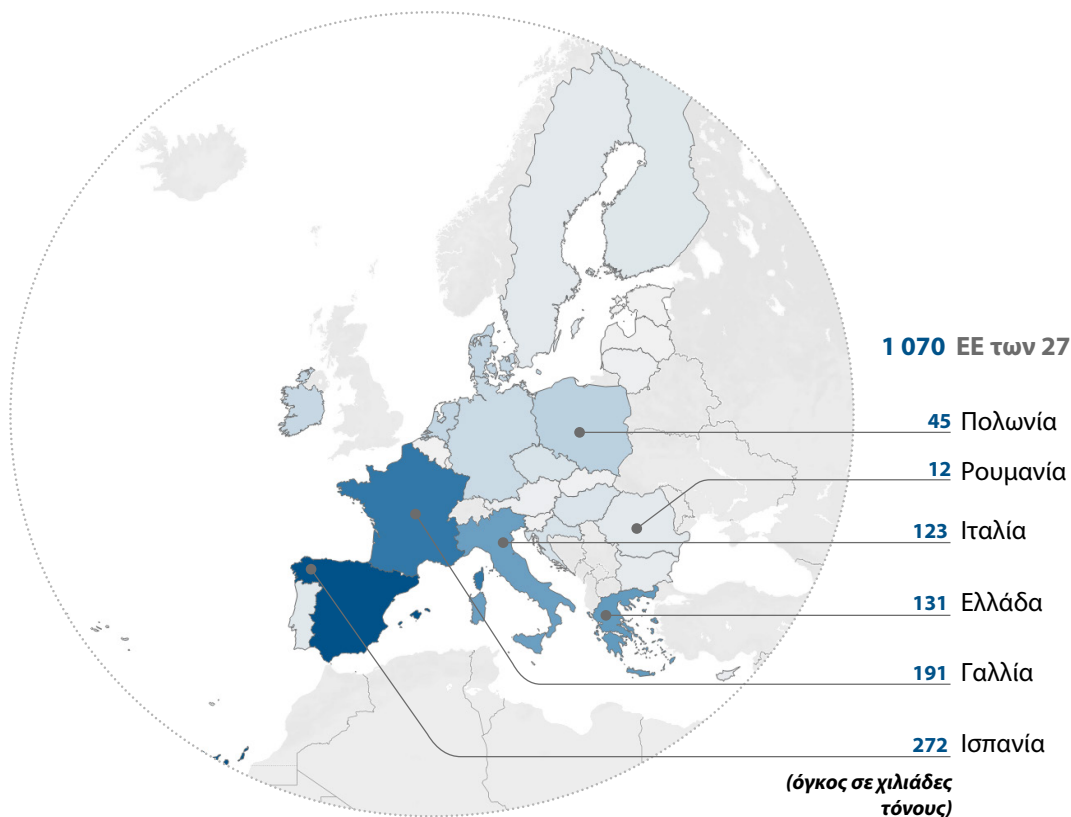 1 070 ΕΕ των 27
45 Πολωνία
12 Ρουμανία
123 Ιταλία
131 Ελλάδα
191 Γαλλία
272 Ισπανία
(όγκος σε χιλιάδες
τόνους)